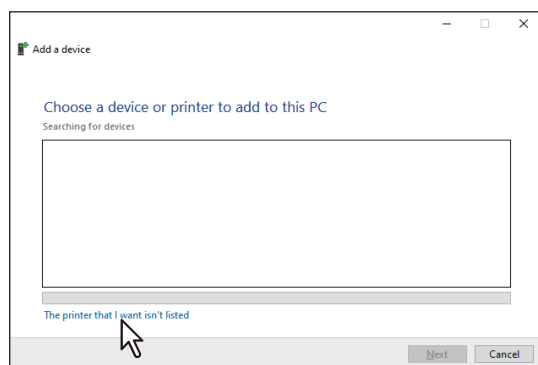 Add a device
Choose a device or printer to add to this PC
Searching for devices
The printer that I want isn't listed
Next Cancel